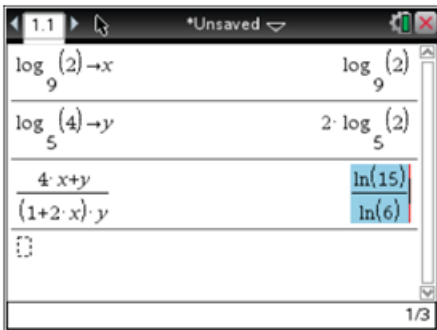 1.1 *Unsaved
log₉(2)→x log₉(2)
log₅(4)→y 2·log₅(2)
4·x+y
(1+2·x)·y
ln(15)
ln(6)
1/3